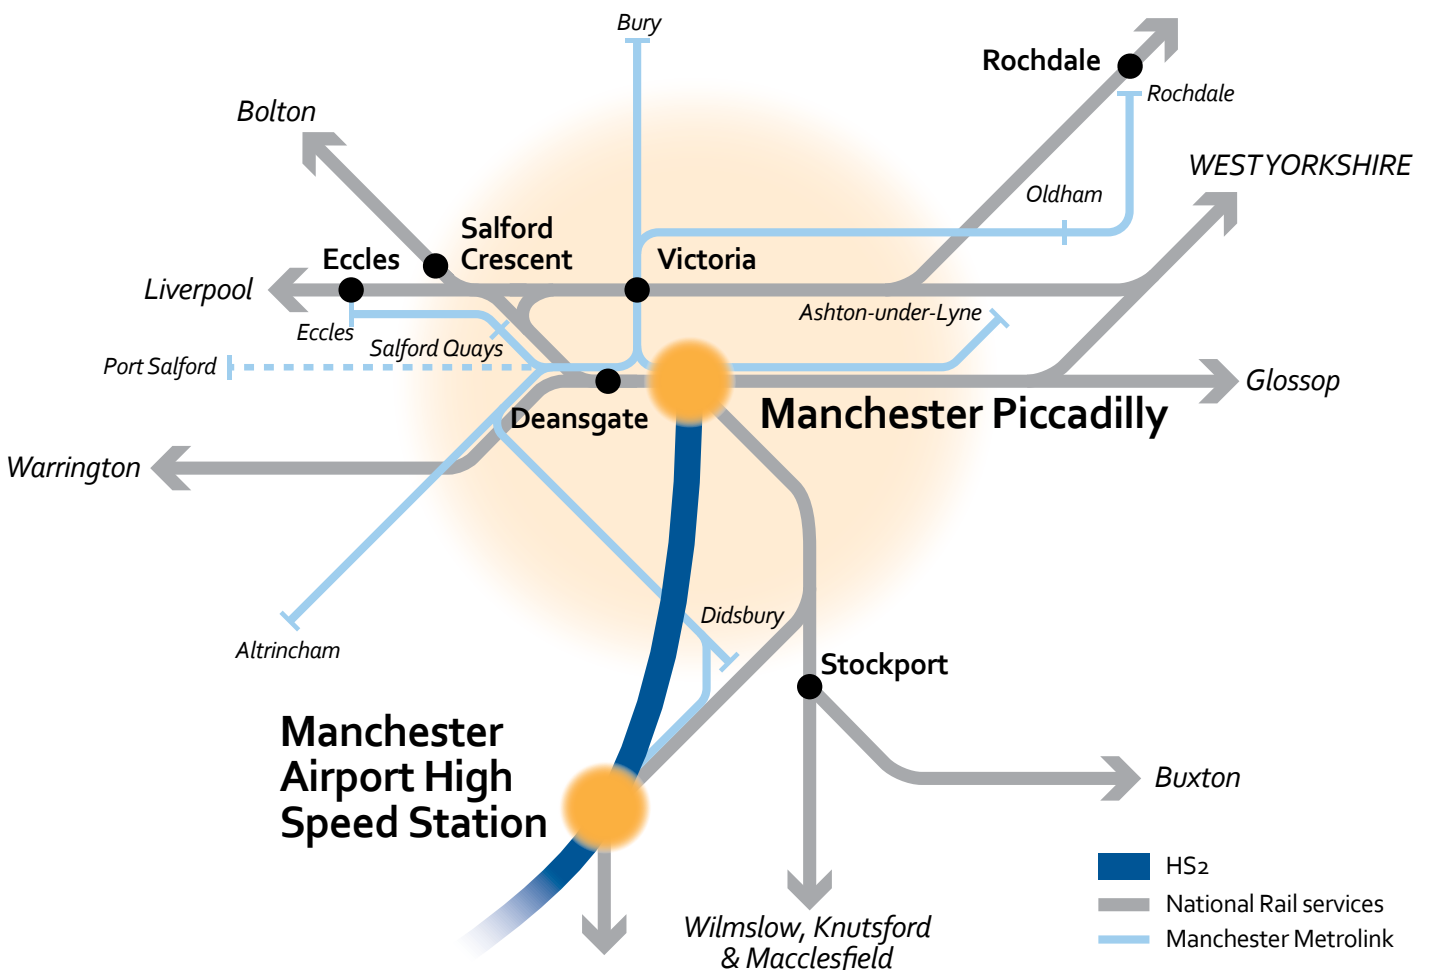 Bury
Rochdale
Rochdale
Bolton
WEST YORKSHIRE
Oldham
Salford
Crescent
Eccles
Victoria
Liverpool
Ashton-under-Lyne
Eccles
Salford Quays
Port Salford
Glossop
Deansgate
Manchester Piccadilly
Warrington
Didsbury
Altrincham
Stockport
Manchester
Airport High
Speed Station
Buxton
HS2
National Rail services
Manchester Metrolink
Wilmslow, Knutsford
& Macclesfield